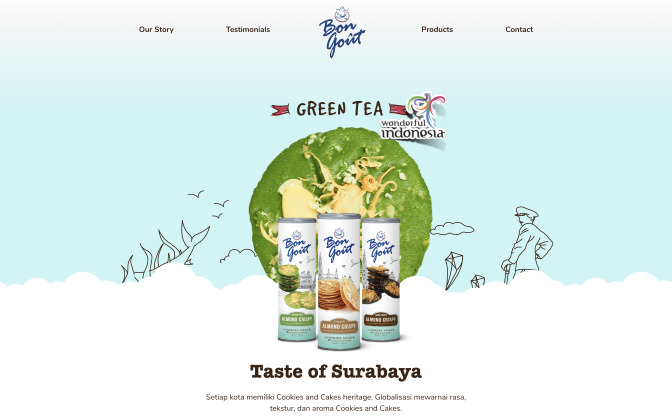 Our Story
Testimonials
Bon Goût
Products
Contact
GREEN TEA
wonderful
indonesia
Bon Goût
Bon Goût
Bon Goût
ALMOND CRISPY
ALMOND CRISPY
ALMOND CRISPY
Taste of Surabaya
Setiap kota memiliki Cookies and Cakes heritage. Globalisasi mewarnai rasa,
tekstur, dan aroma Cookies and Cakes.